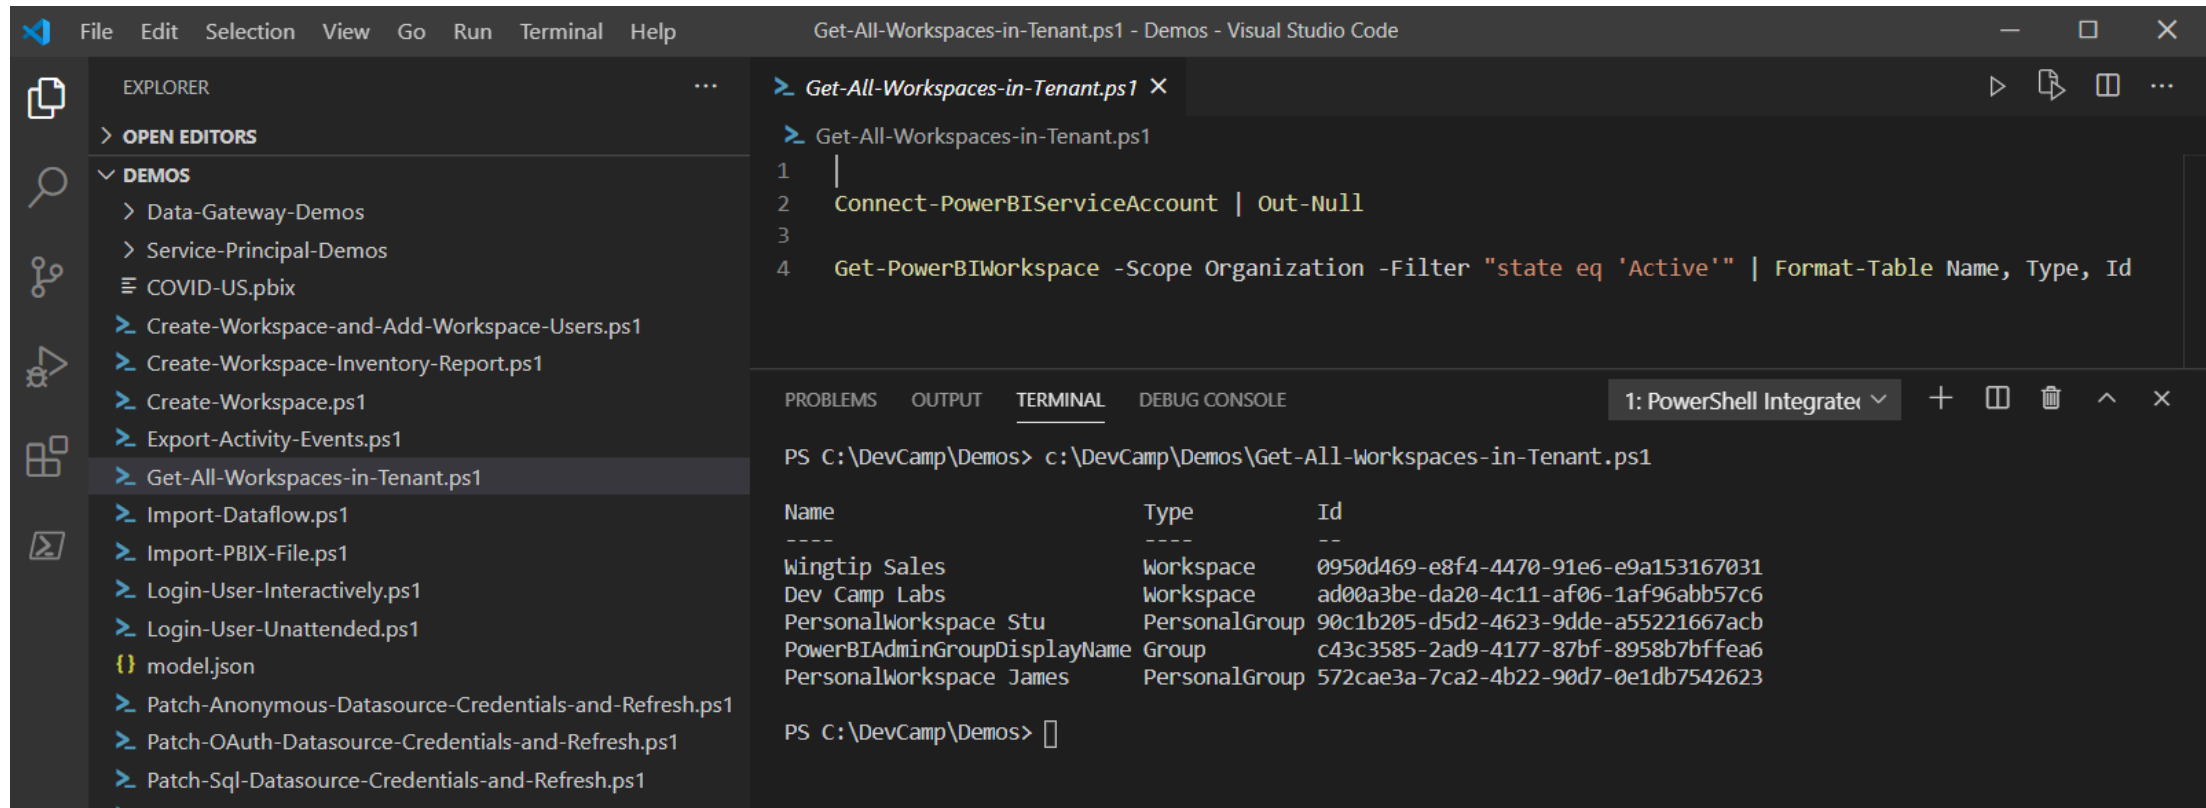 File Edit Selection View Go Run Terminal Help Get-All-Workspaces-in-Tenant.ps1 - Demos - Visual Studio Code
EXPLORER
OPEN EDITORS
DEMOS
Data-Gateway-Demos
Service-Principal-Demos
COVID-US.pbix
Create-Workspace-and-Add-Workspace-Users.ps1
Create-Workspace-Inventory-Report.ps1
Create-Workspace.ps1
Export-Activity-Events.ps1
Get-All-Workspaces-in-Tenant.ps1
Import-Dataflow.ps1
Import-PBIX-File.ps1
Login-User-Interactively.ps1
Login-User-Unattended.ps1
{} model.json
Patch-Anonymous-Datasource-Credentials-and-Refresh.ps1
Patch-OAuth-Datasource-Credentials-and-Refresh.ps1
Patch-Sql-Datasource-Credentials-and-Refresh.ps1
Get-All-Workspaces-in-Tenant.ps1
Get-All-Workspaces-in-Tenant.ps1
1
2 Connect-PowerBIServiceAccount | Out-Null
3
4 Get-PowerBIWorkspace -Scope Organization -Filter "state eq 'Active'" | Format-Table Name, Type, Id
PROBLEMS OUTPUT TERMINAL DEBUG CONSOLE 1: PowerShell Integrate
PS C:\DevCamp\Demos> c:\DevCamp\Demos\Get-All-Workspaces-in-Tenant.ps1
Name Type Id
---- ---- --
Wingtip Sales Workspace 0950d469-e8f4-4470-91e6-e9a153167031
Dev Camp Labs Workspace ad00a3be-da20-4c11-af06-1af96abb57c6
PersonalWorkspace Stu PersonalGroup 90c1b205-d5d2-4623-9dde-a55221667acb
PowerBIAdminGroupDisplayName Group c43c3585-2ad9-4177-87bf-8958b7bffea6
PersonalWorkspace James PersonalGroup 572cae3a-7ca2-4b22-90d7-0e1db7542623
PS C:\DevCamp\Demos>